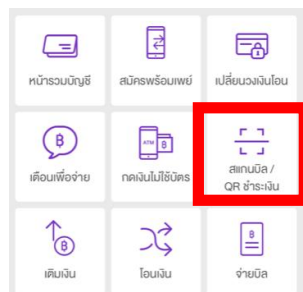 หน้ารวมบัญชี
สมัครพร้อมเพย์
เปลี่ยนวงเงินโอน
฿
เตือนเพื่อจ่าย
ATM ฿
กดเงินไม่ใช้บัตร
สแกนบิล /
QR ชำระเงิน
฿
เติมเงิน
โอนเงิน
฿
จ่ายบิล